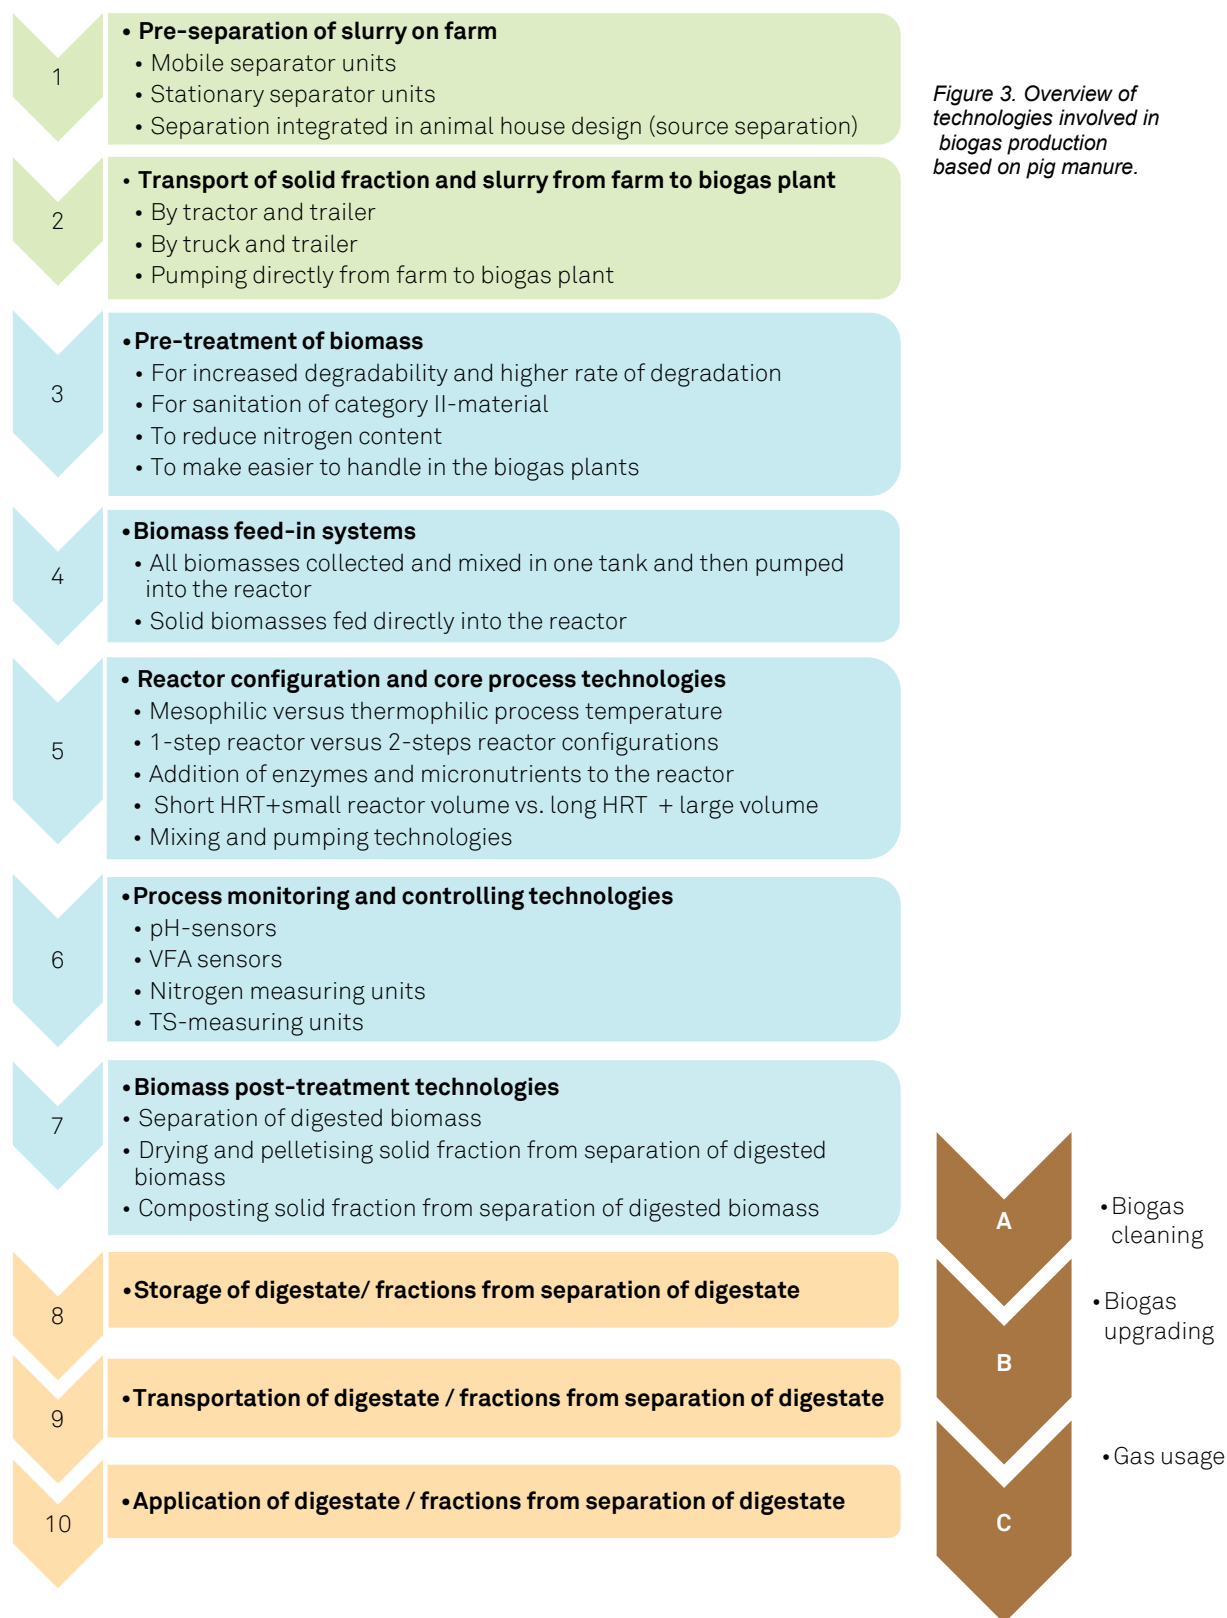 1
• Pre-separation of slurry on farm
• Mobile separator units
• Stationary separator units
• Separation integrated in animal house design (source separation)
Figure 3. Overview of
technologies involved in
biogas production
based on pig manure.
2
• Transport of solid fraction and slurry from farm to biogas plant
• By tractor and trailer
• By truck and trailer
• Pumping directly from farm to biogas plant
3
• Pre-treatment of biomass
• For increased degradability and higher rate of degradation
• For sanitation of category II-material
• To reduce nitrogen content
• To make easier to handle in the biogas plants
4
• Biomass feed-in systems
• All biomasses collected and mixed in one tank and then pumped
into the reactor
• Solid biomasses fed directly into the reactor
5
• Reactor configuration and core process technologies
• Mesophilic versus thermophilic process temperature
• 1-step reactor versus 2-steps reactor configurations
• Addition of enzymes and micronutrients to the reactor
• Short HRT+small reactor volume vs. long HRT + large volume
• Mixing and pumping technologies
6
• Process monitoring and controlling technologies
• pH-sensors
• VFA sensors
• Nitrogen measuring units
• TS-measuring units
7
• Biomass post-treatment technologies
• Separation of digested biomass
• Drying and pelletising solid fraction from separation of digested
biomass
• Composting solid fraction from separation of digested biomass
8
• Storage of digestate/ fractions from separation of digestate
9
• Transportation of digestate / fractions from separation of digestate
10
• Application of digestate / fractions from separation of digestate
A
• Biogas
cleaning
B
• Biogas
upgrading
C
• Gas usage